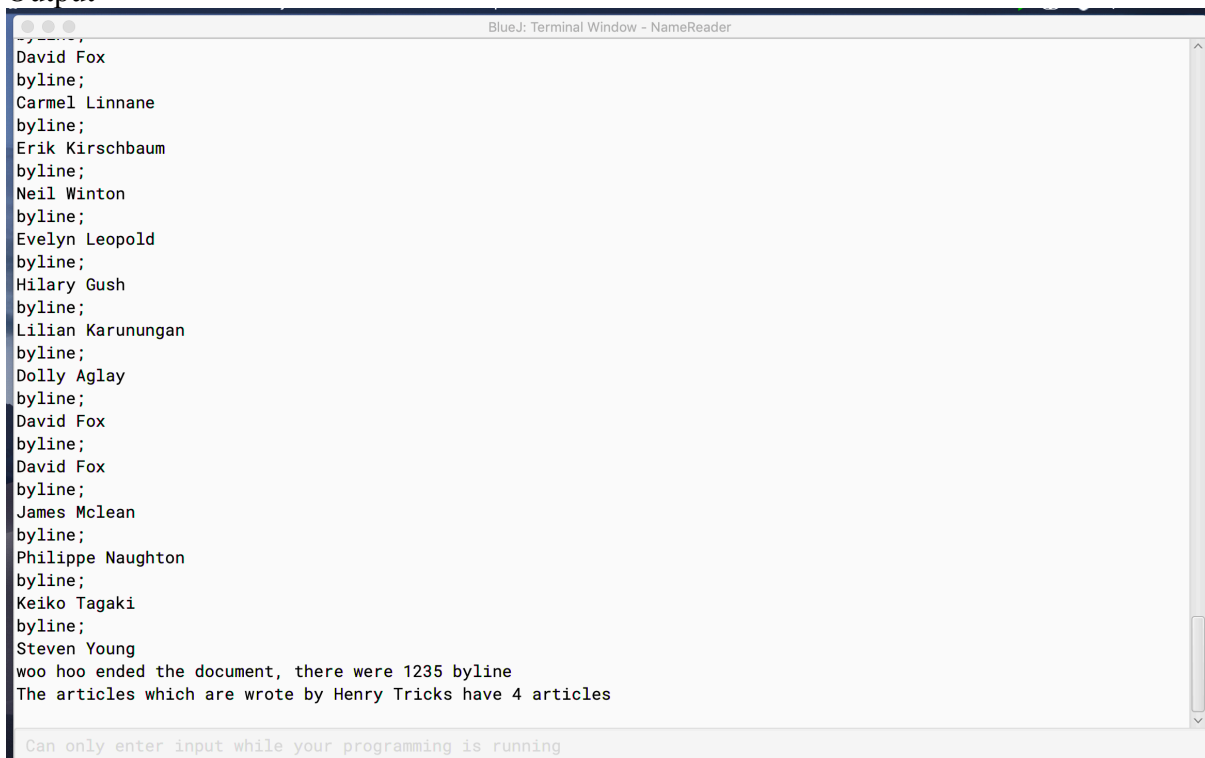 Output
BlueJ: Terminal Window - NameReader
byline;
David Fox
byline;
Carmel Linnane
byline;
Erik Kirschbaum
byline;
Neil Winton
byline;
Evelyn Leopold
byline;
Hilary Gush
byline;
Lilian Karunungan
byline;
Dolly Aglay
byline;
David Fox
byline;
David Fox
byline;
James Mclean
byline;
Philippe Naughton
byline;
Keiko Tagaki
byline;
Steven Young
woo hoo ended the document, there were 1235 byline
The articles which are wrote by Henry Tricks have 4 articles
Can only enter input while your programming is running